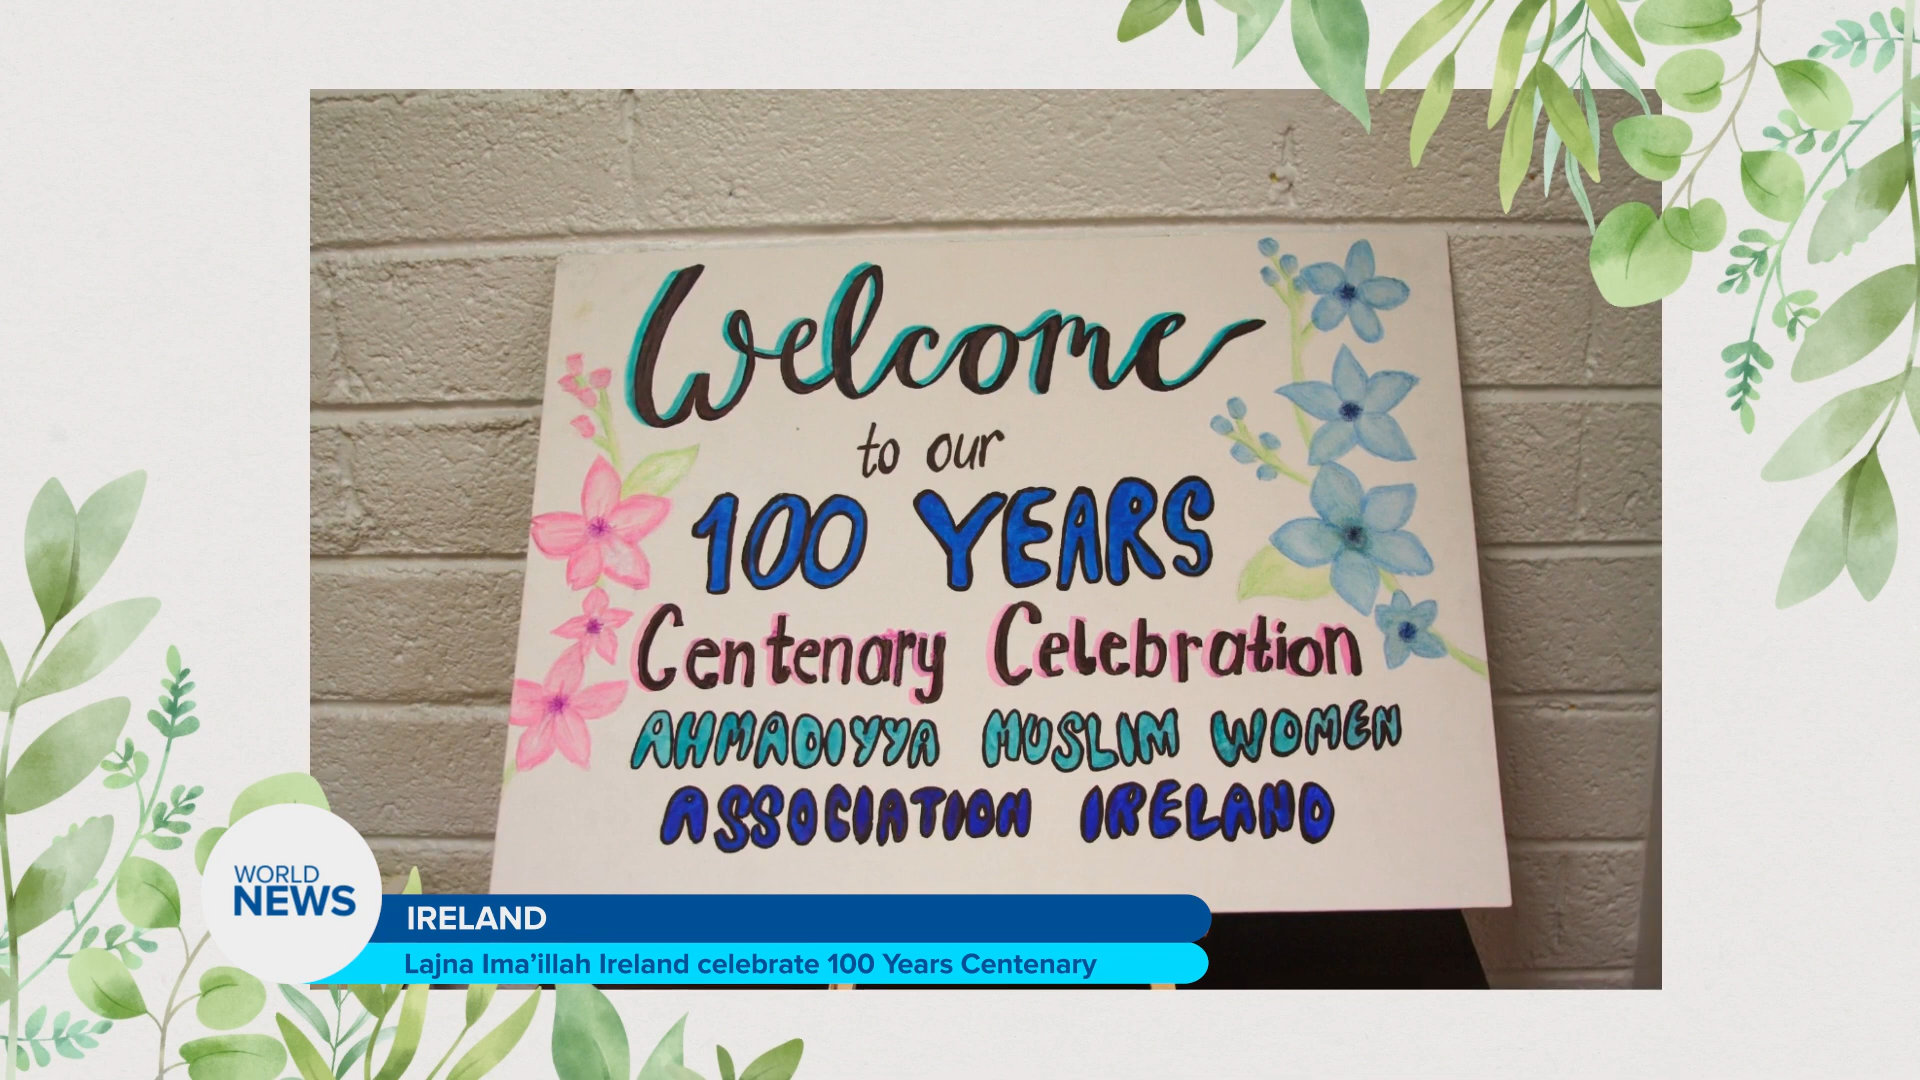 Welcome
to our
100 YEARS
Centenary Celebration
AHMADIYYA MUSLIM WOMEN
ASSOCIATION IRELAND
WORLD
NEWS
IRELAND
Lajna Ima’illah Ireland celebrate 100 Years Centenary